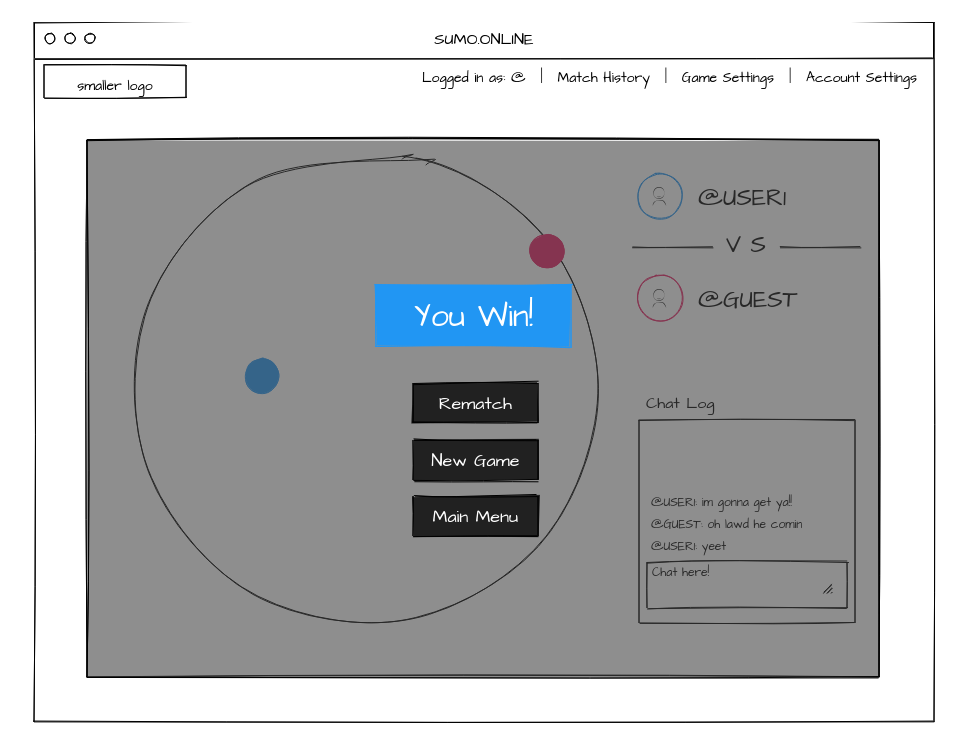 SUMO.ONLINE
smaller logo
Logged in as: @ | Match History | Game Settings | Account Settings
@USER1
VS
@GUEST
You Win!
Rematch
New Game
Main Menu
Chat Log
@USER1: im gonna get ya!!
@GUEST: oh lawd he comin
@USER1: yeet
Chat here!